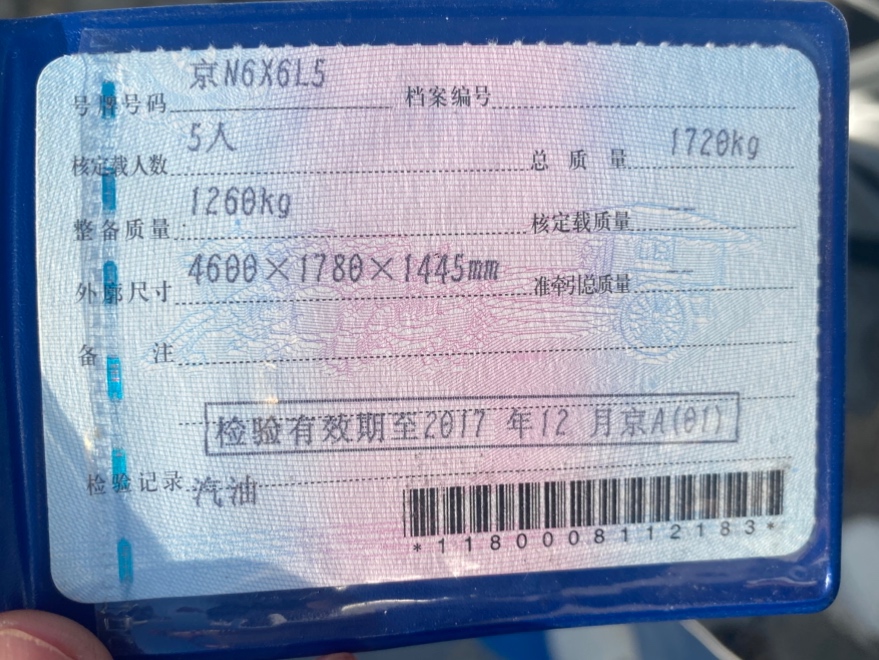 号牌号码 京N6X6L5 档案编号
核定载人数 5人 总质量 1720kg
整备质量 1260kg 核定载质量 --
外廓尺寸 4600×1780×1445mm 准牵引总质量 --
备注
检验有效期至2017 年12 月京A(01)
检验记录 汽油
*1180008112183*